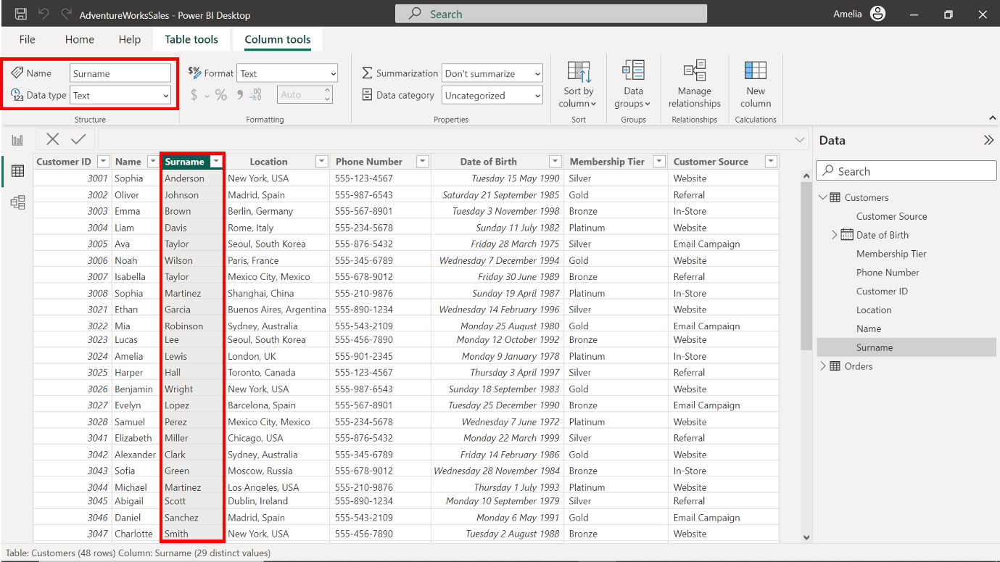 AdventureWorksSales - Power BI Desktop Search Amelia
File Home Help Table tools Column tools
Name Surname $% Format Text Summarization Don't summarize
123 Data type Text $ % Auto Data category Uncategorized
Sort by column Data groups Manage relationships New column
Structure Formatting Properties Sort Groups Relationships Calculations
Customer ID Name Surname Location Phone Number Date of Birth Membership Tier Customer Source
3001 Sophia Anderson New York, USA 555-123-4567 Tuesday 15 May 1990 Silver Website
3002 Oliver Johnson Madrid, Spain 555-987-6543 Saturday 21 September 1985 Gold Referral
3003 Emma Brown Berlin, Germany 555-567-8901 Tuesday 3 November 1998 Bronze In-Store
3004 Liam Davis Rome, Italy 555-234-5678 Sunday 11 July 1982 Platinum Website
3005 Ava Taylor Seoul, South Korea 555-876-5432 Friday 28 March 1975 Silver Email Campaign
3006 Noah Wilson Paris, France 555-345-6789 Wednesday 7 December 1994 Gold Website
3007 Isabella Taylor Mexico City, Mexico 555-678-9012 Friday 30 June 1989 Bronze Referral
3008 Sophia Martinez Shanghai, China 555-210-9876 Sunday 19 April 1987 Platinum In-Store
3021 Ethan Garcia Buenos Aires, Argentina 555-890-1234 Wednesday 14 February 1996 Silver Website
3022 Mia Robinson Sydney, Australia 555-543-2109 Monday 25 August 1980 Gold Email Campaign
3023 Lucas Lee Seoul, South Korea 555-456-7890 Monday 12 October 1992 Bronze Website
3024 Amelia Lewis London, UK 555-901-2345 Monday 9 January 1978 Platinum In-Store
3025 Harper Hall Toronto, Canada 555-123-4567 Thursday 3 April 1997 Silver Referral
3026 Benjamin Wright New York, USA 555-987-6543 Sunday 18 September 1983 Gold Website
3027 Evelyn Lopez Barcelona, Spain 555-567-8901 Tuesday 25 December 1990 Bronze Email Campaign
3028 Samuel Perez Mexico City, Mexico 555-234-5678 Wednesday 7 June 1972 Platinum Website
3041 Elizabeth Miller Chicago, USA 555-876-5432 Monday 22 March 1999 Silver Referral
3042 Alexander Clark Sydney, Australia 555-345-6789 Friday 14 February 1986 Gold Website
3043 Sofia Green Moscow, Russia 555-678-9012 Wednesday 28 November 1984 Bronze In-Store
3044 Michael Martinez Los Angeles, USA 555-210-9876 Thursday 1 July 1993 Platinum Website
3045 Abigail Scott Dublin, Ireland 555-890-1234 Monday 10 September 1979 Silver Referral
3046 Daniel Sanchez Madrid, Spain 555-543-2109 Monday 6 May 1991 Gold Email Campaign
3047 Charlotte Smith New York, USA 555-456-7890 Tuesday 2 August 1988 Bronze Website
Data
Search
Customers
Customer Source
Date of Birth
Membership Tier
Phone Number
Customer ID
Location
Name
Surname
Orders
Table: Customers (48 rows) Column: Surname (29 distinct values)